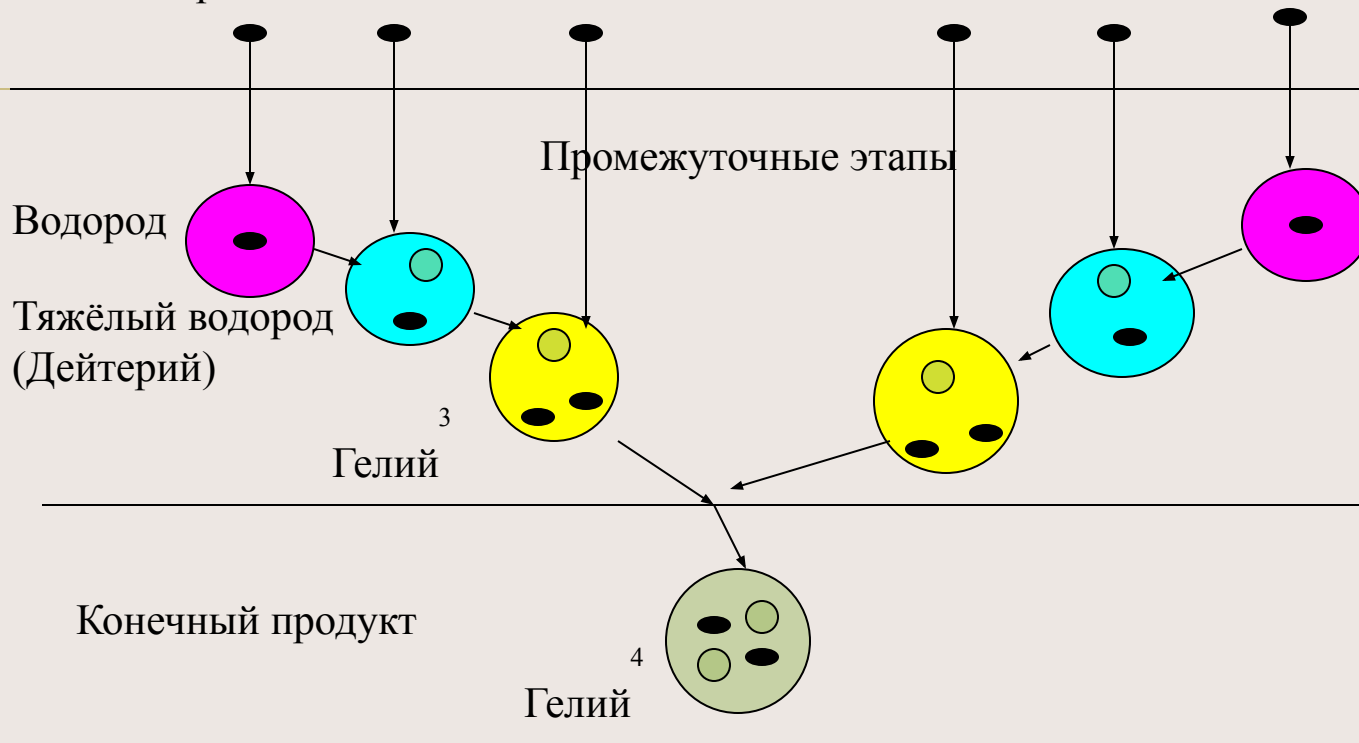 Промежуточные этапы
Водород
Тяжёлый водород
(Дейтерий)
3
Гелий
Конечный продукт
4
Гелий